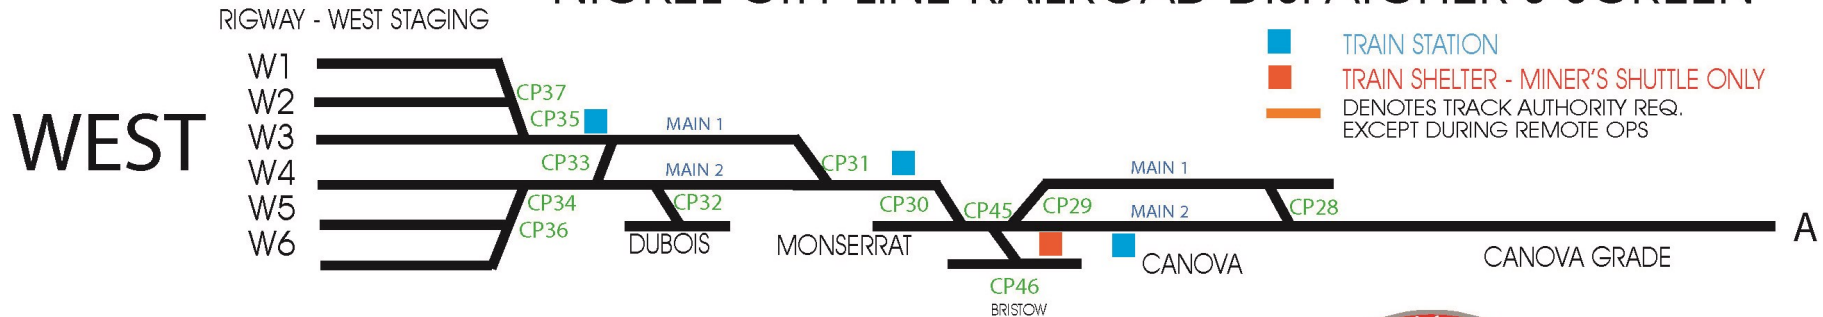 RIGWAY - WEST STAGING
TRAIN STATION
TRAIN SHELTER - MINER'S SHUTTLE ONLY
DENOTES TRACK AUTHORITY REQ.
EXCEPT DURING REMOTE OPS
WEST
W1
W2
W3
W4
W5
W6
CP37
CP35
MAIN 1
CP33
MAIN 2
CP31
MAIN 1
CP34
CP32
CP30
CP45
CP29
MAIN 2
CP28
A
CP36
DUBOIS
MONSERRAT
CANOVA
CANOVA GRADE
CP46
BRISTOW